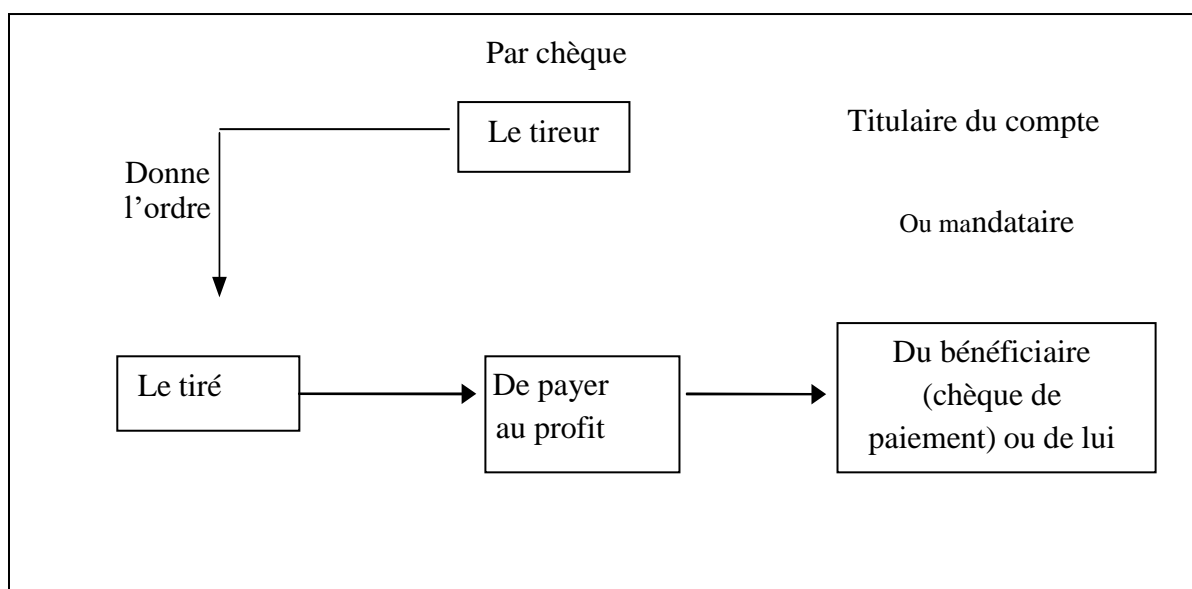 Par chèque
Le tireur
Titulaire du compte
Donne
l’ordre
Ou mandataire
Le tiré
De payer
au profit
Du bénéficiaire
(chèque de
paiement) ou de lui